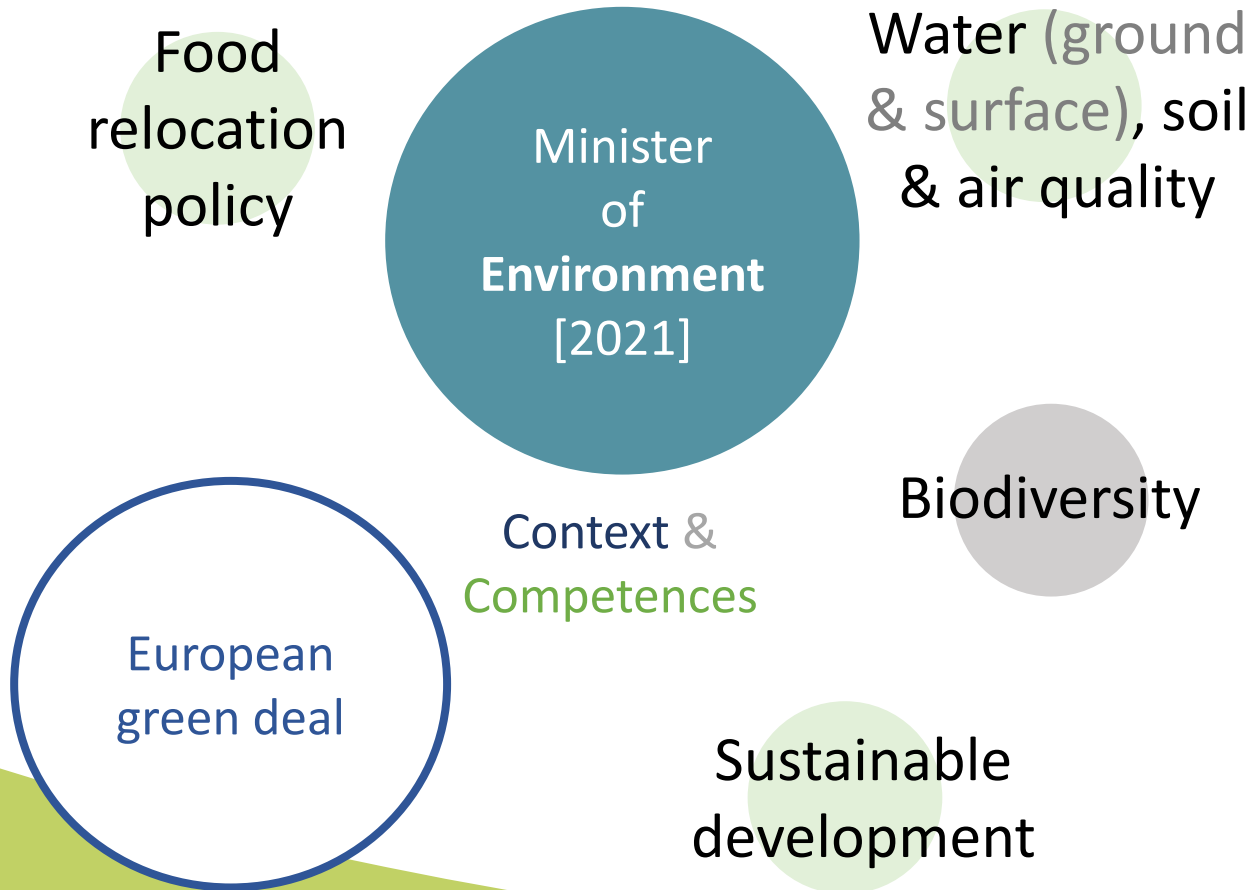 Food
relocation
policy
Minister
of
Environment
[2021]
Water (ground
& surface), soil
& air quality
Biodiversity
Context &
Competences
European
green deal
Sustainable
development